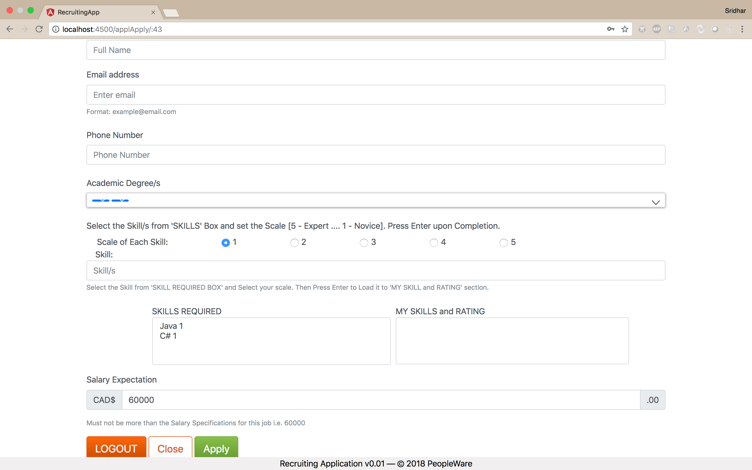 RecruitingApp
Sridhar
localhost:4500/applApply/:43
Full Name
Email address
Enter email
Format: example@email.com
Phone Number
Phone Number
Academic Degree/s
Select the Skill/s from 'SKILLS' Box and set the Scale [5 - Expert .... 1 - Novice]. Press Enter upon Completion.
Scale of Each Skill: 1 2 3 4 5
Skill:
Skill/s
Select the Skill from 'SKILL REQUIRED BOX' and Select your scale. Then Press Enter to Load it to 'MY SKILL and RATING' section.
SKILLS REQUIRED MY SKILLS and RATING
Java 1
C# 1
Salary Expectation
CAD$ 60000 .00
Must not be more than the Salary Specifications for this job i.e. 60000
LOGOUT Close Apply
Recruiting Application v0.01 — © 2018 PeopleWare